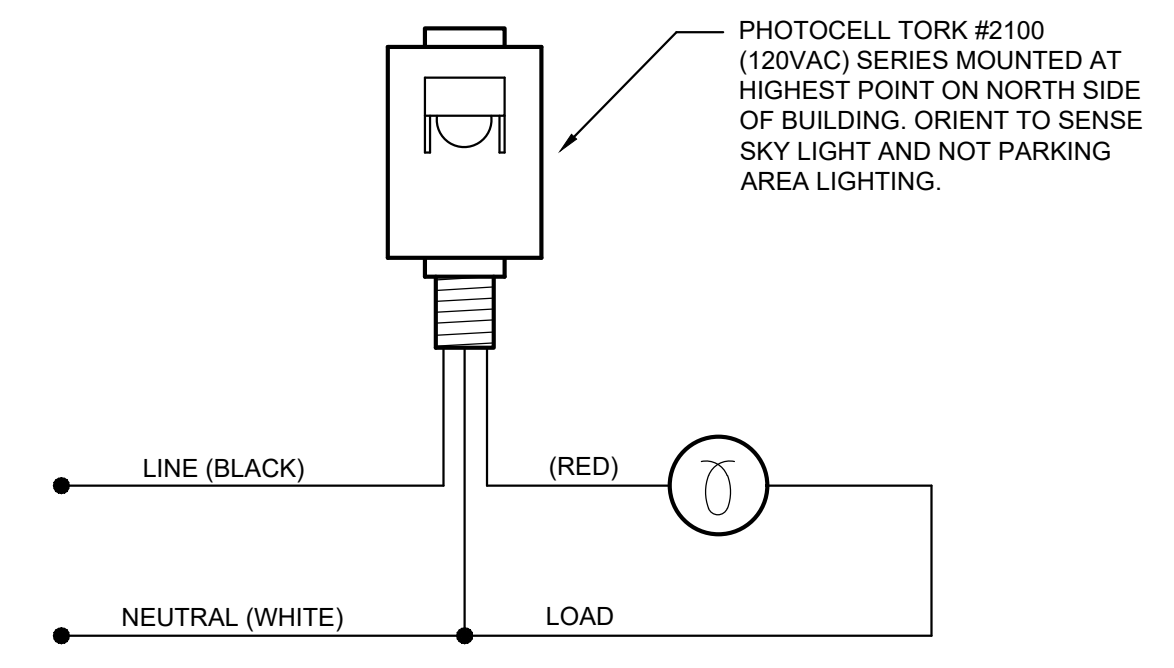 PHOTOCELL TORK #2100
(120VAC) SERIES MOUNTED AT
HIGHEST POINT ON NORTH SIDE
OF BUILDING. ORIENT TO SENSE
SKY LIGHT AND NOT PARKING
AREA LIGHTING.
LINE (BLACK)
(RED)
NEUTRAL (WHITE)
LOAD